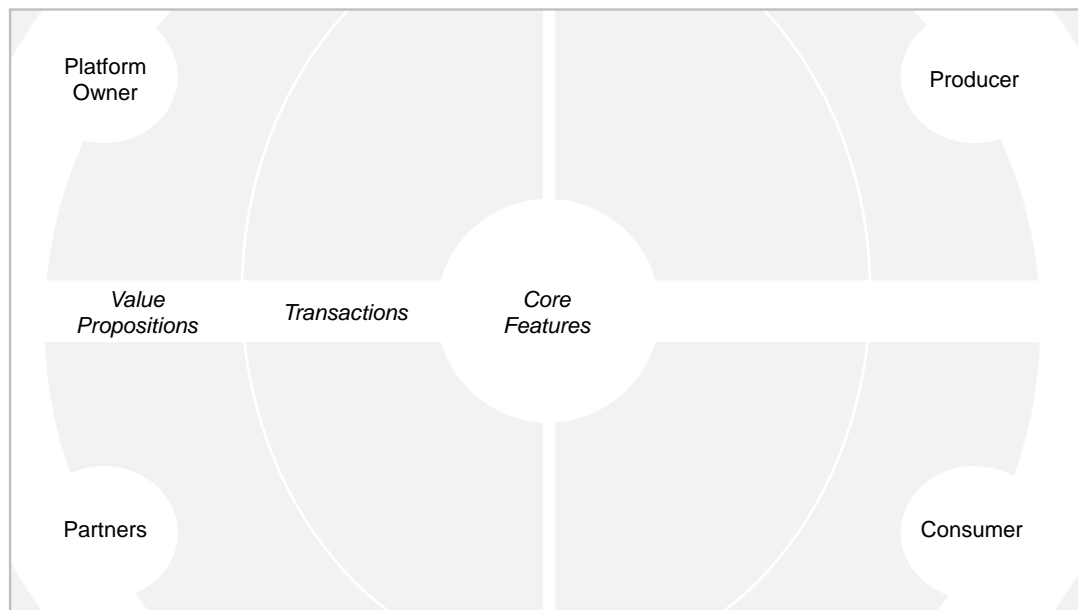 Platform
Owner
Producer
Value
Propositions
Transactions
Core
Features
Partners
Consumer